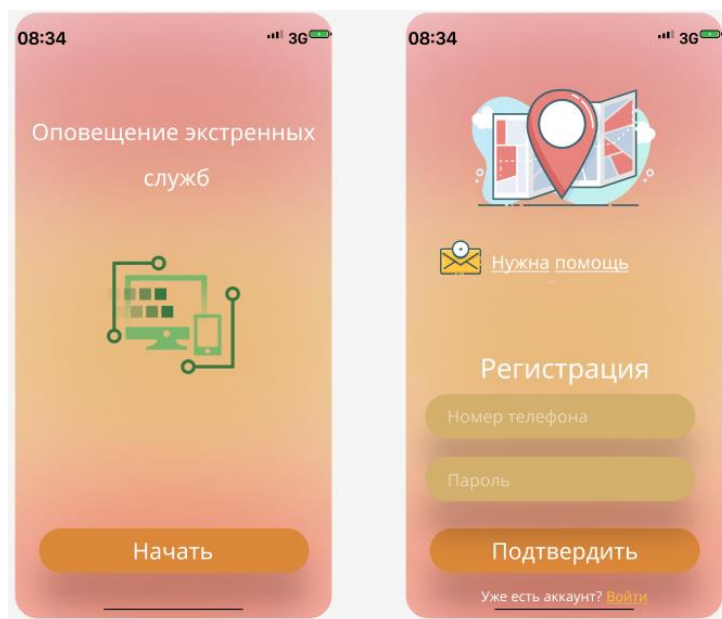 08:34
3G
Оповещение экстренных
служб
Начать
08:34
3G
Нужна помощь
Регистрация
Номер телефона
Пароль
Подтвердить
Уже есть аккаунт? Войти